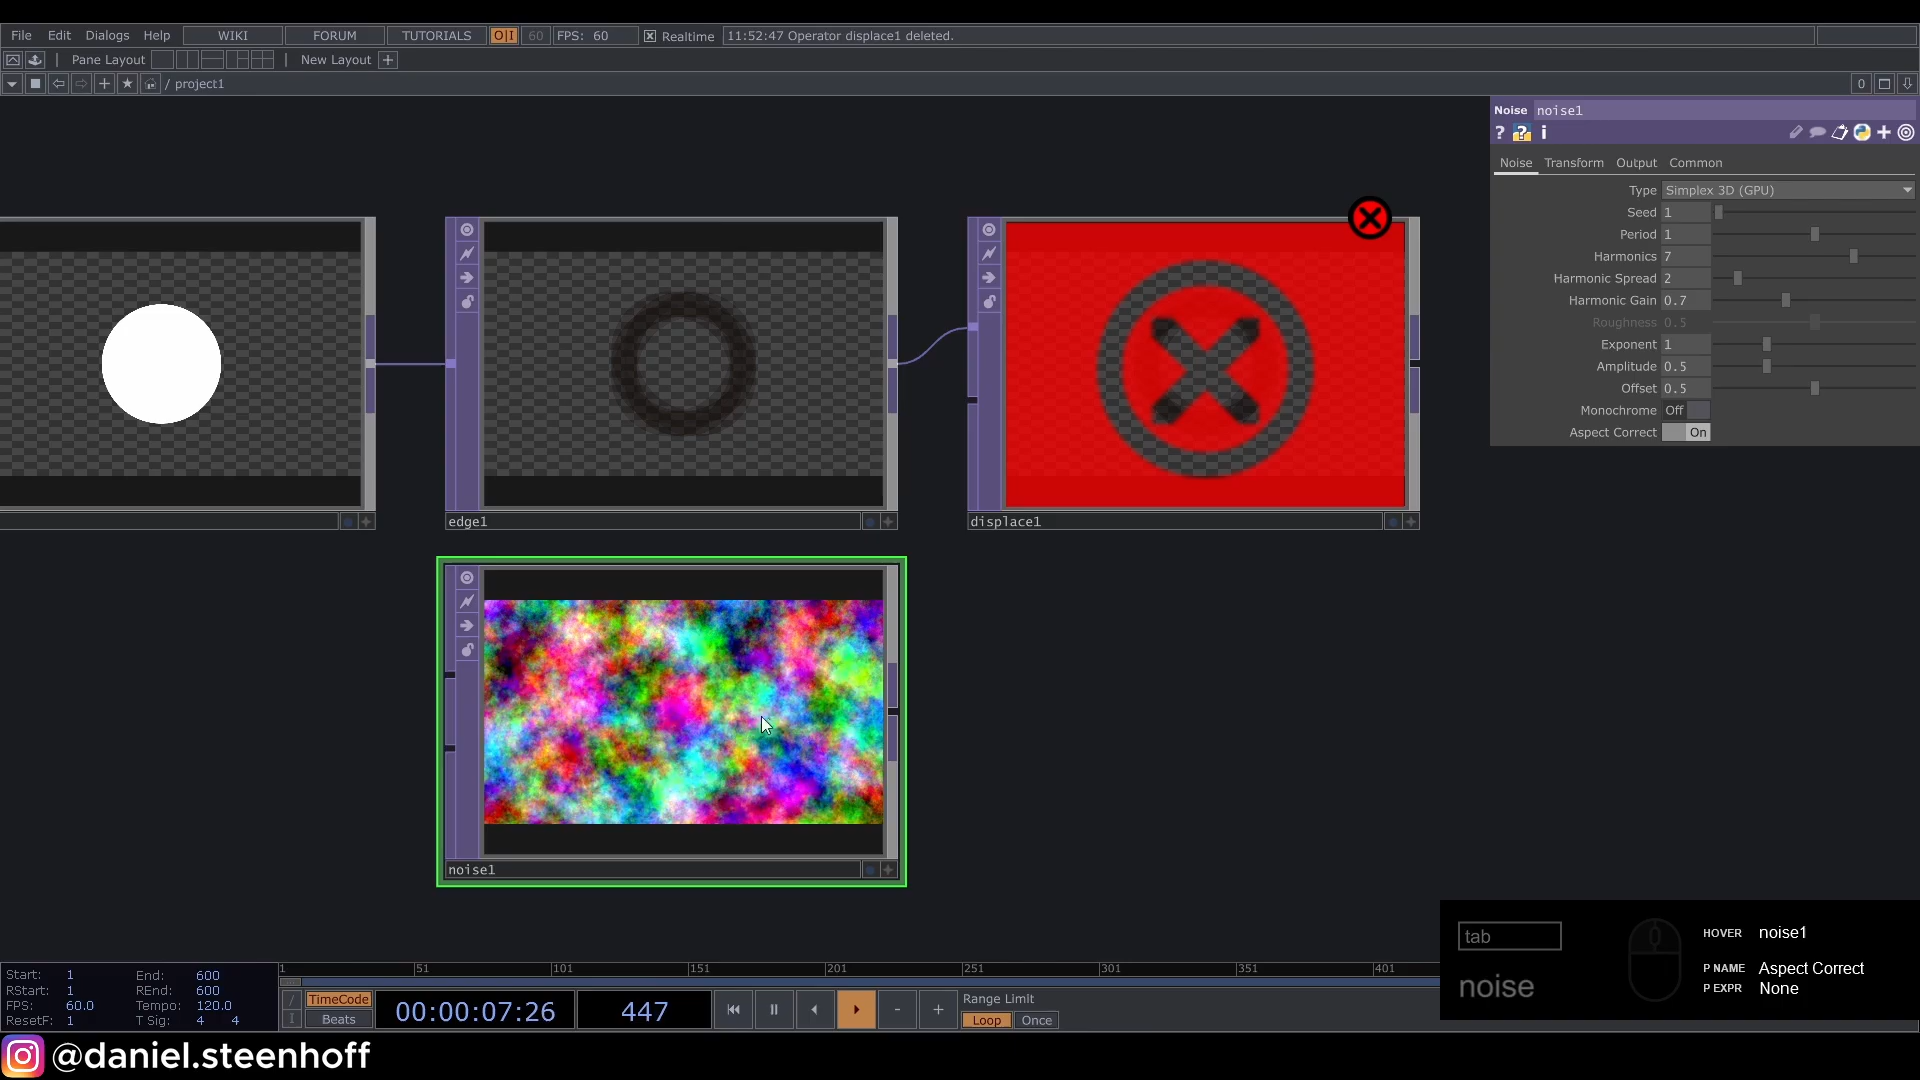 File Edit Dialogs Help WIKI FORUM TUTORIALS O|I 60 FPS: 60 Realtime 11:52:47 Operator displace1 deleted.
Pane Layout | New Layout +
/ project1 0
Noise noise1
? ? i
Noise Transform Output Common
Type Simplex 3D (GPU)
Seed 1
Period 1
Harmonics 7
Harmonic Spread 2
Harmonic Gain 0.7
Roughness 0.5
Exponent 1
Amplitude 0.5
Offset 0.5
Monochrome Off
Aspect Correct On
edge1
displace1
noise1
tab
noise
HOVER noise1
P NAME Aspect Correct
P EXPR None
1 51 101 151 201 251 301 351 401
Start: 1 End: 600
RStart: 1 REnd: 600
FPS: 60.0 Tempo: 120.0
ResetF: 1 T Sig: 4 4
/ TimeCode
I Beats
00:00:07:26 447
- +
Range Limit
Loop Once
@daniel.steenhoff